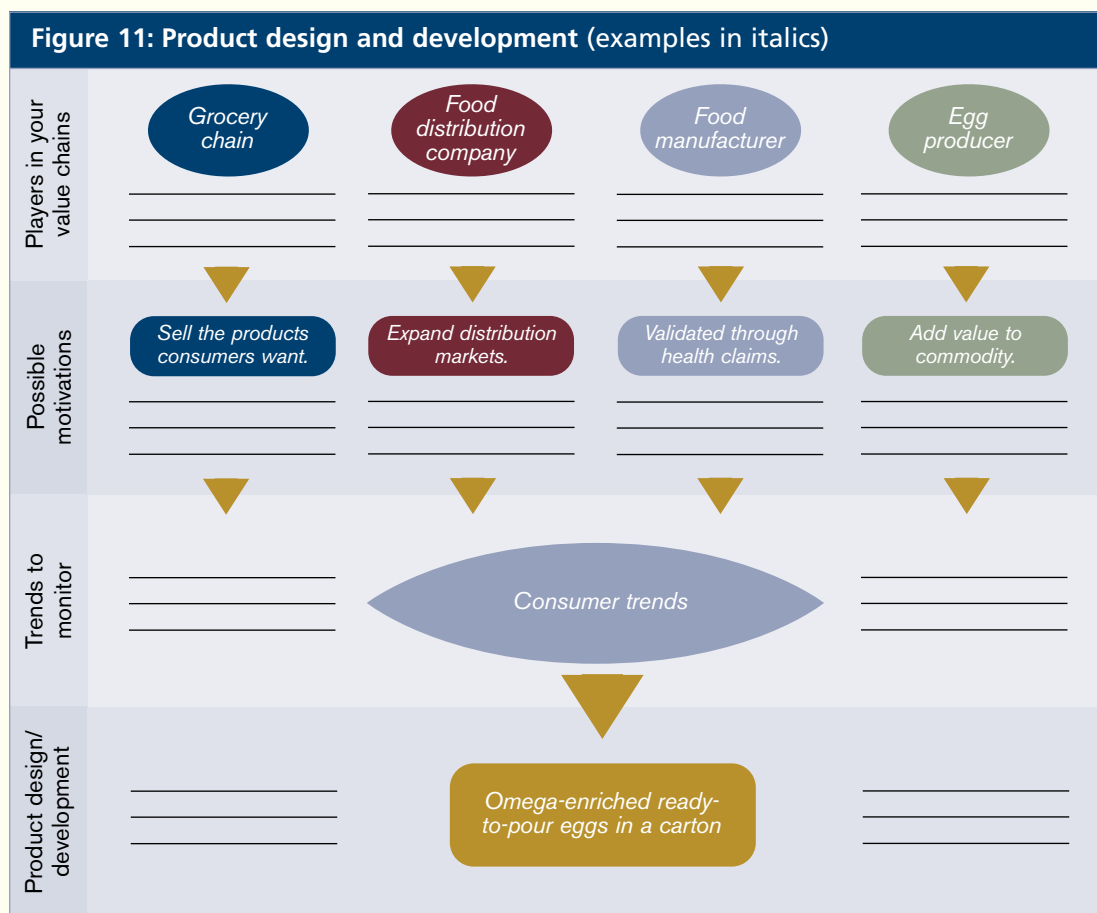 Figure 11: Product design and development (examples in italics)
Players in your
value chains
Grocery
chain
Food
distribution
company
Food
manufacturer
Egg
producer
Possible
motivations
Sell the products
consumers want.
Expand distribution
markets.
Validated through
health claims.
Add value to
commodity.
Trends to
monitor
Consumer trends
Product design/
development
Omega-enriched ready-
to-pour eggs in a carton